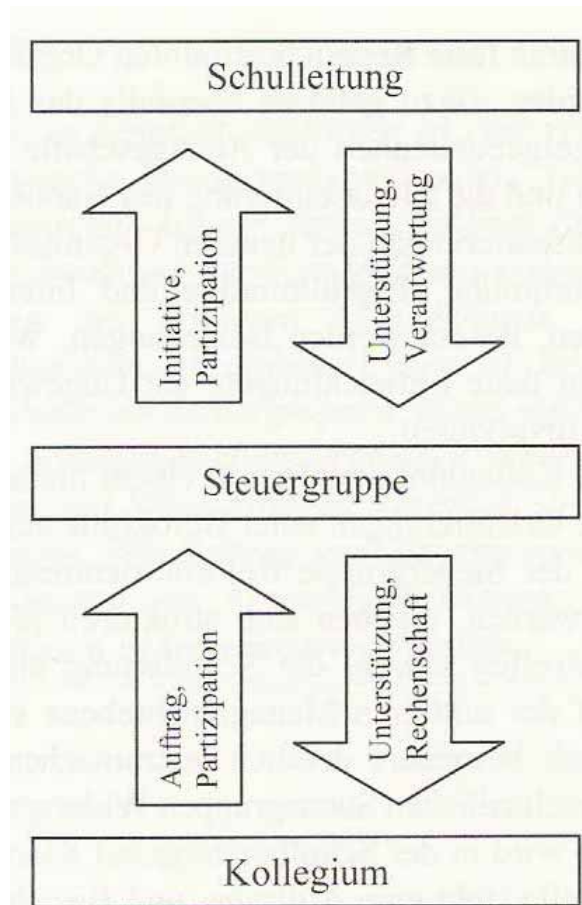 Schulleitung
Initiative,
Partizipation
Unterstützung,
Verantwortung
Steuergruppe
Auftrag,
Partizipation
Unterstützung,
Rechenschaft
Kollegium